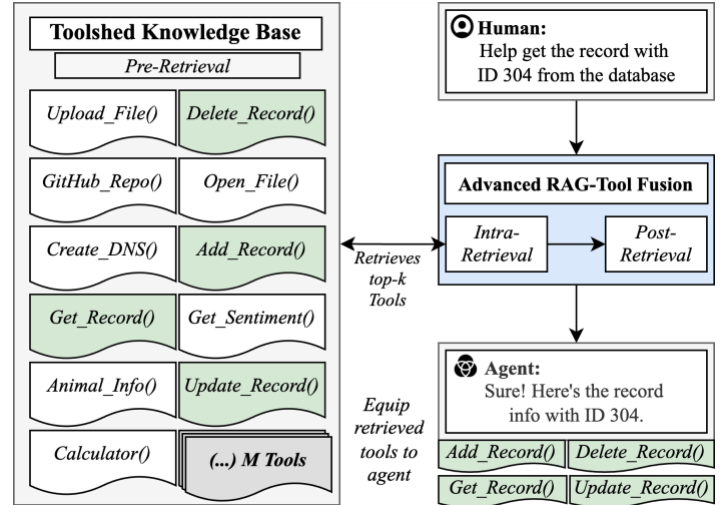 Toolshed Knowledge Base
Pre-Retrieval
Upload_File()
Delete_Record()
GitHub_Repo()
Open_File()
Create_DNS()
Add_Record()
Get_Record()
Get_Sentiment()
Animal_Info()
Update_Record()
Calculator()
(...) M Tools
Retrieves
top-k
Tools
Human:
Help get the record with
ID 304 from the database
Advanced RAG-Tool Fusion
Intra-
Retrieval
Post-
Retrieval
Equip
retrieved
tools to
agent
Agent:
Sure! Here's the record
info with ID 304.
Add_Record()
Delete_Record()
Get_Record()
Update_Record()